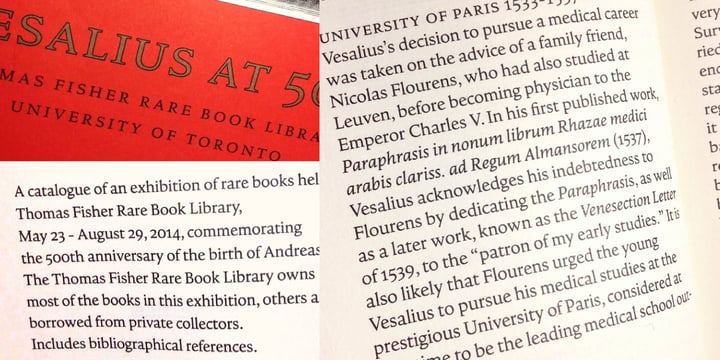 ESALIUS AT 50
MAS FISHER RARE BOOK LIBRA
UNIVERSITY OF TORONTO
A catalogue of an exhibition of rare books hel
Thomas Fisher Rare Book Library,
May 23 - August 29, 2014, commemorating
the 500th anniversary of the birth of Andreas
The Thomas Fisher Rare Book Library owns
most of the books in this exhibition, others a
borrowed from private collectors.
Includes bibliographical references.
UNIVERSITY OF PARIS 1533-
Vesalius's decision to pursue a medical career
was taken on the advice of a family friend,
Nicolas Flourens, who had also studied at
Leuven, before becoming physician to the
Emperor Charles V. In his first published work,
Paraphrasis in nonum librum Rhazae medici
arabis clariss. ad Regum Almansorem (1537),
Vesalius acknowledges his indebtedness to
Flourens by dedicating the Paraphrasis, as well
as a later work, known as the Venesection Letter
of 1539, to the “patron of my early studies.” It is
also likely that Flourens urged the young
Vesalius to pursue his medical studies at the
prestigious University of Paris, considered at
to be the leading medical school out-
very
Sur
ried
enc
sta
re
it
b